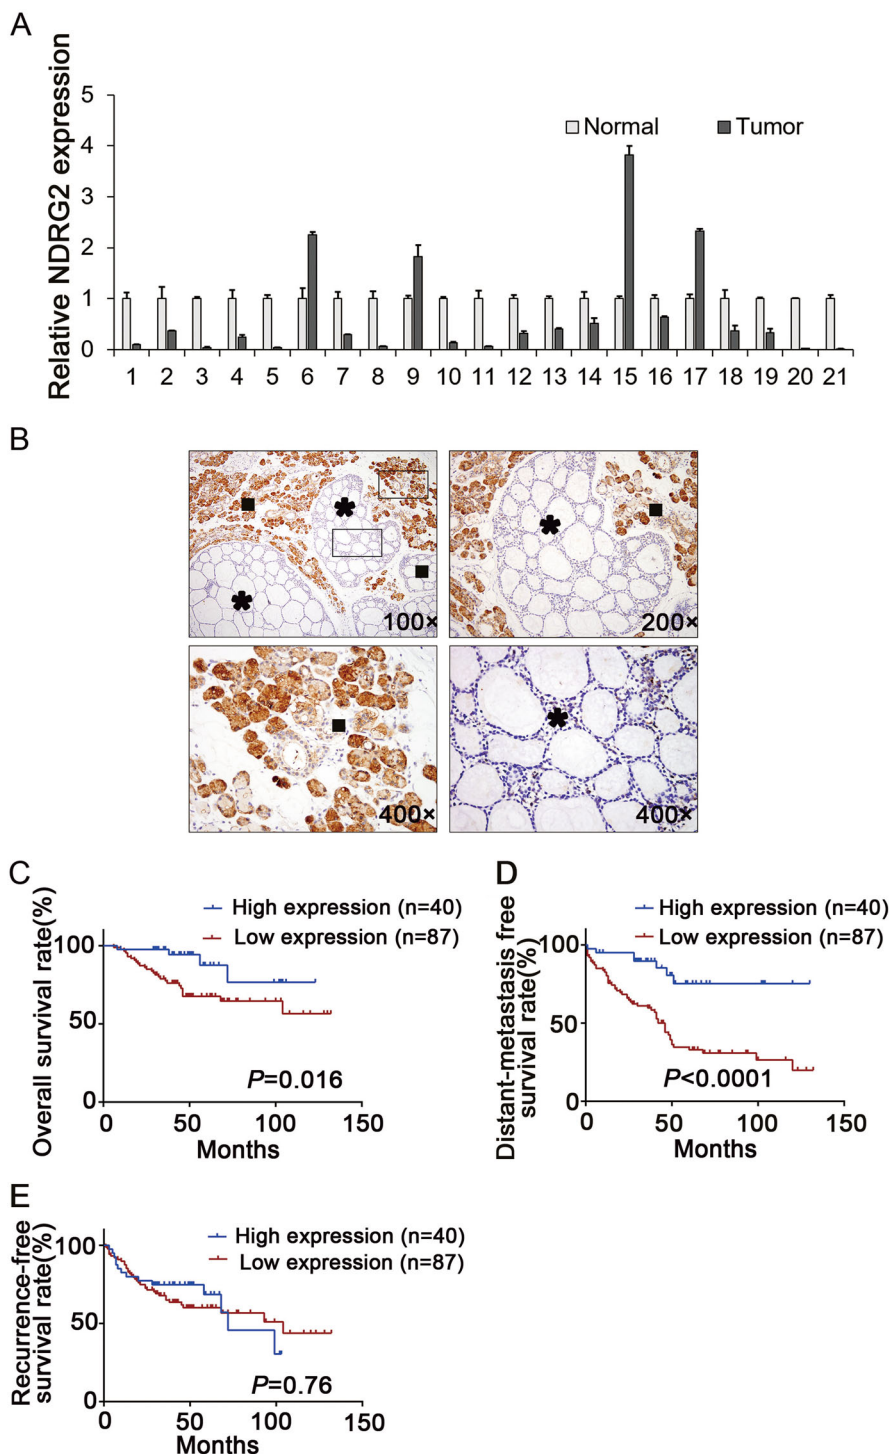 A
Relative NDRG2 expression
5
4
3
2
1
0
Normal
Tumor
1 2 3 4 5 6 7 8 9 10 11 12 13 14 15 16 17 18 19 20 21
B
100×
200×
400×
400×
C
Overall survival rate(%)
High expression (n=40)
Low expression (n=87)
100
50
0
P=0.016
0 50 100 150
Months
D
Distant-metastasis free
survival rate(%)
High expression (n=40)
Low expression (n=87)
100
50
0
P<0.0001
0 50 100 150
Months
E
Recurrence-free
survival rate(%)
High expression (n=40)
Low expression (n=87)
100
50
0
P=0.76
0 50 100 150
Months